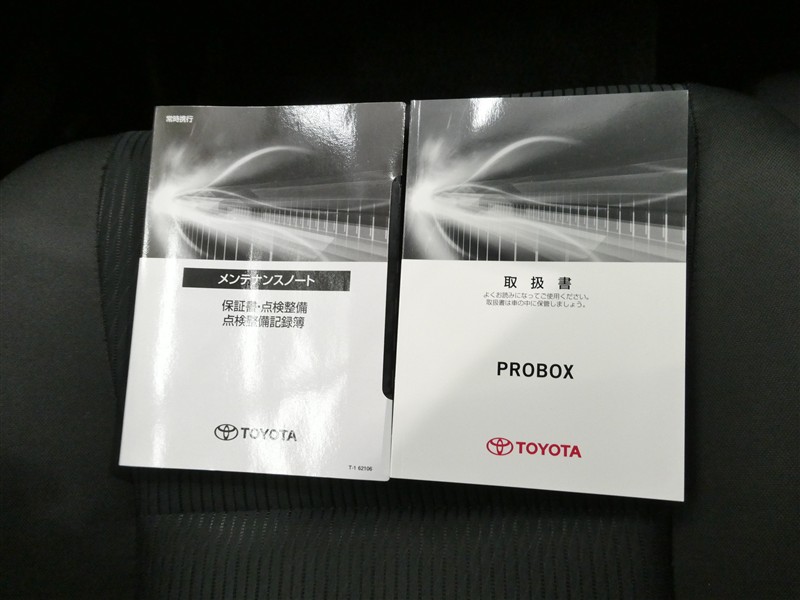 常時携行
メンテナンスノート
保証書・点検整備
点検整備記録簿
TOYOTA
T-1 62106
取扱書
よくお読みになってご使用ください。
取扱書は車の中に保管しましょう。
PROBOX
TOYOTA